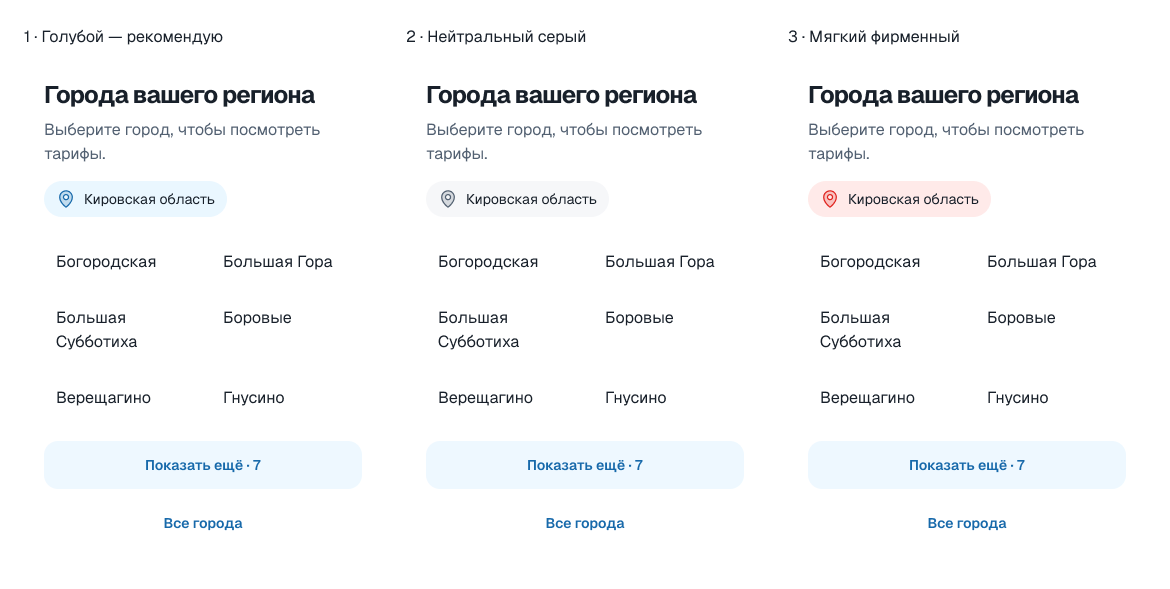 1 · Голубой — рекомендую
Города вашего региона
Выберите город, чтобы посмотреть
тарифы.
Кировская область
Богородская
Большая Гора
Большая
Субботиха
Боровые
Верещагино
Гнусино
Показать ещё · 7
Все города
2 · Нейтральный серый
Города вашего региона
Выберите город, чтобы посмотреть
тарифы.
Кировская область
Богородская
Большая Гора
Большая
Субботиха
Боровые
Верещагино
Гнусино
Показать ещё · 7
Все города
3 · Мягкий фирменный
Города вашего региона
Выберите город, чтобы посмотреть
тарифы.
Кировская область
Богородская
Большая Гора
Большая
Субботиха
Боровые
Верещагино
Гнусино
Показать ещё · 7
Все города